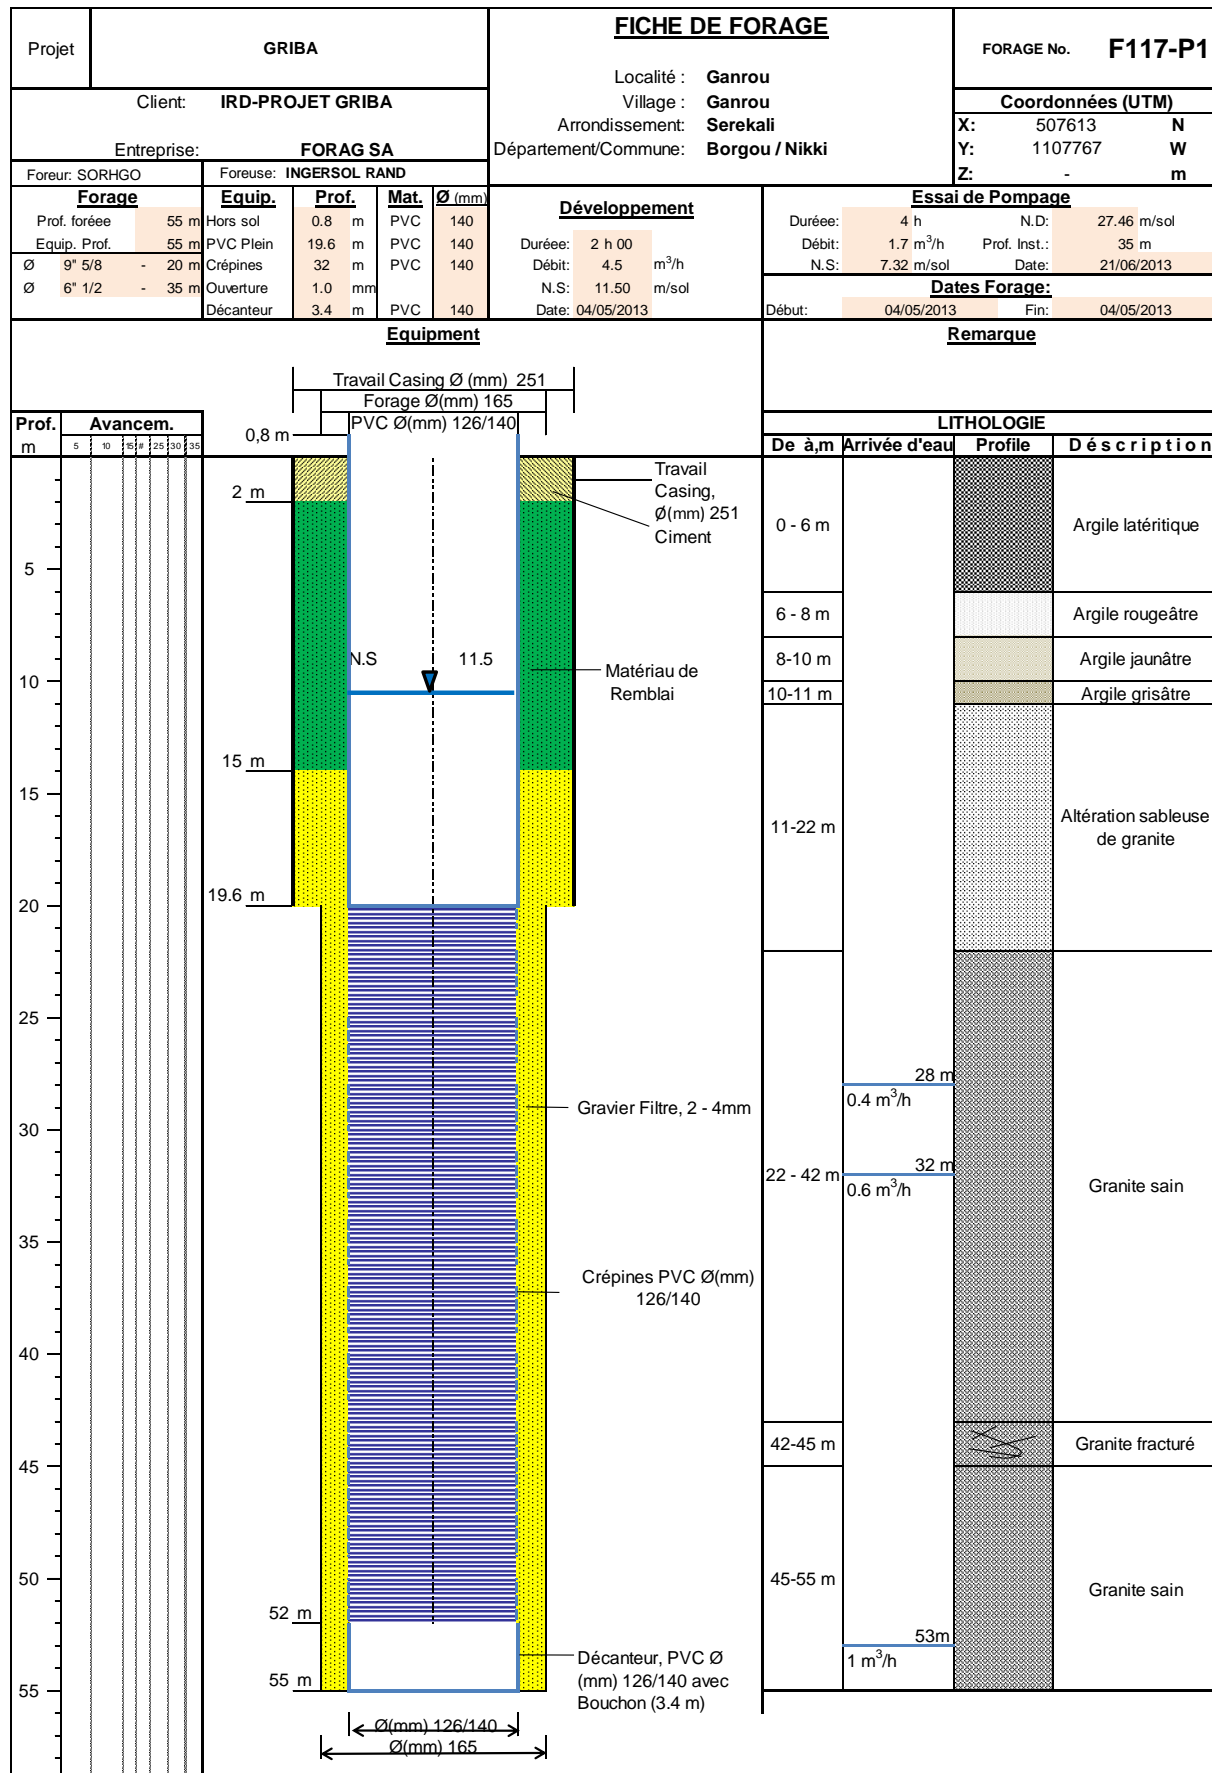 Projet
GRIBA
FICHE DE FORAGE
FORAGE No. F117-P1
Localité : Ganrou
Client: IRD-PROJET GRIBA
Village : Ganrou
Coordonnées (UTM)
Arrondissement: Serekali
X: 507613 N
Entreprise: FORAG SA
Département/Commune: Borgou / Nikki
Y: 1107767 W
Foreur: SORHGO
Foreuse: INGERSOL RAND
Z: - m
Forage
Equip. Prof. Mat. Ø (mm)
Développement
Essai de Pompage
Prof. foréee 55 m
Hors sol 0.8 m PVC 140
Duréee: 4 h N.D: 27.46 m/sol
Equip. Prof. 55 m
PVC Plein 19.6 m PVC 140
Duréee: 2 h 00
Débit: 1.7 m³/h Prof. Inst.: 35 m
Ø 9" 5/8 - 20 m
Crépines 32 m PVC 140
Débit: 4.5 m³/h
N.S: 7.32 m/sol Date: 21/06/2013
Ø 6" 1/2 - 35 m
Ouverture 1.0 mm
N.S: 11.50 m/sol
Dates Forage:
Décanteur 3.4 m PVC 140
Date: 04/05/2013
Début: 04/05/2013 Fin: 04/05/2013
Equipment
Remarque
Travail Casing Ø (mm) 251
Forage Ø(mm) 165
PVC Ø(mm) 126/140
0,8 m
Prof.
m
Avancem.
5 10 15 # 25 30 35
LITHOLOGIE
De à,m Arrivée d'eau Profile Déscription
2 m
Travail
Casing,
Ø(mm) 251
Ciment
0 - 6 m
Argile latéritique
5
6 - 8 m
Argile rougeâtre
N.S 11.5
Matériau de
Remblai
8-10 m
Argile jaunâtre
10
10-11 m
Argile grisâtre
15 m
15
11-22 m
Altération sableuse
de granite
19.6 m
20
25
28 m
0.4 m³/h
Gravier Filtre, 2 - 4mm
30
32 m
0.6 m³/h
22 - 42 m
Granite sain
35
Crépines PVC Ø(mm)
126/140
40
42-45 m
Granite fracturé
45
50
45-55 m
Granite sain
52 m
53m
1 m³/h
Décanteur, PVC Ø
(mm) 126/140 avec
Bouchon (3.4 m)
55 m
55
Ø(mm) 126/140
Ø(mm) 165